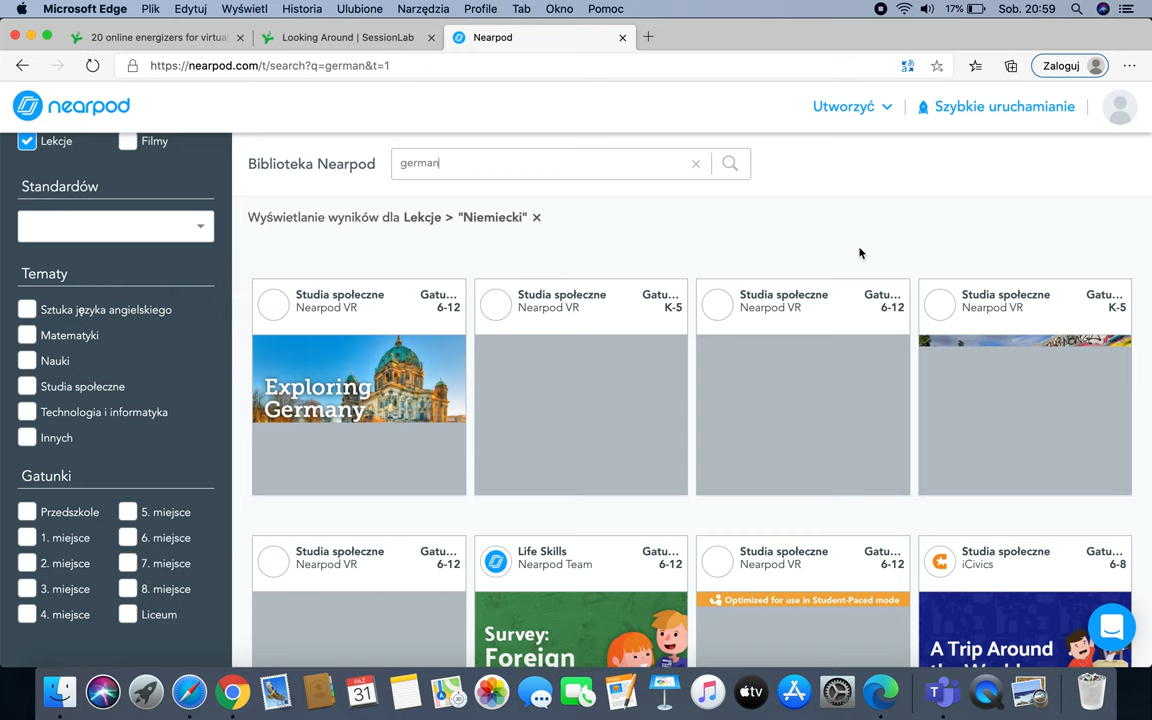 Microsoft Edge Plik Edytuj Wyświetl Historia Ulubione Narzędzia Profile Tab Okno Pomoc 17% Sob. 20:59
20 online energizers for virtua Looking Around | SessionLab Nearpod
https://nearpod.com/t/search?q=german&t=1 Zaloguj
nearpod Utworzyć Szybkie uruchamianie
Lekcje Filmy
Biblioteka Nearpod german
Standardów
Wyświetlanie wyników dla Lekcje > "Niemiecki" ×
Tematy
Sztuka języka angielskiego
Matematyki
Nauki
Studia społeczne
Technologia i informatyka
Innych
Gatunki
Przedszkole 5. miejsce
1. miejsce 6. miejsce
2. miejsce 7. miejsce
3. miejsce 8. miejsce
4. miejsce Liceum
Studia społeczne Gatu...
Nearpod VR 6-12
Exploring
Germany
Studia społeczne Gatu...
Nearpod VR K-5
Studia społeczne Gatu...
Nearpod VR 6-12
Studia społeczne Gatu...
Nearpod VR K-5
Studia społeczne Gatu...
Nearpod VR 6-12
Life Skills Gatu...
Nearpod Team 6-12
Survey:
Foreign
Studia społeczne Gatu...
Nearpod VR 6-12
Optimized for use in Student-Paced mode
Studia społeczne Gatu...
iCivics 6-8
A Trip Around
PAŹ
31
tv